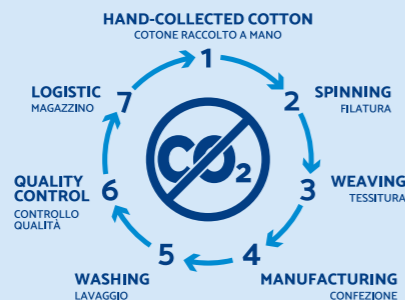 HAND-COLLECTED COTTON
COTONE RACCOLTO A MANO
1
2
SPINNING
FILATURA
3
WEAVING
TESSITURA
4
MANUFACTURING
CONFEZIONE
5
WASHING
LAVAGGIO
6
QUALITY
CONTROL
CONTROLLO
QUALITÀ
7
LOGISTIC
MAGAZZINO
CO₂